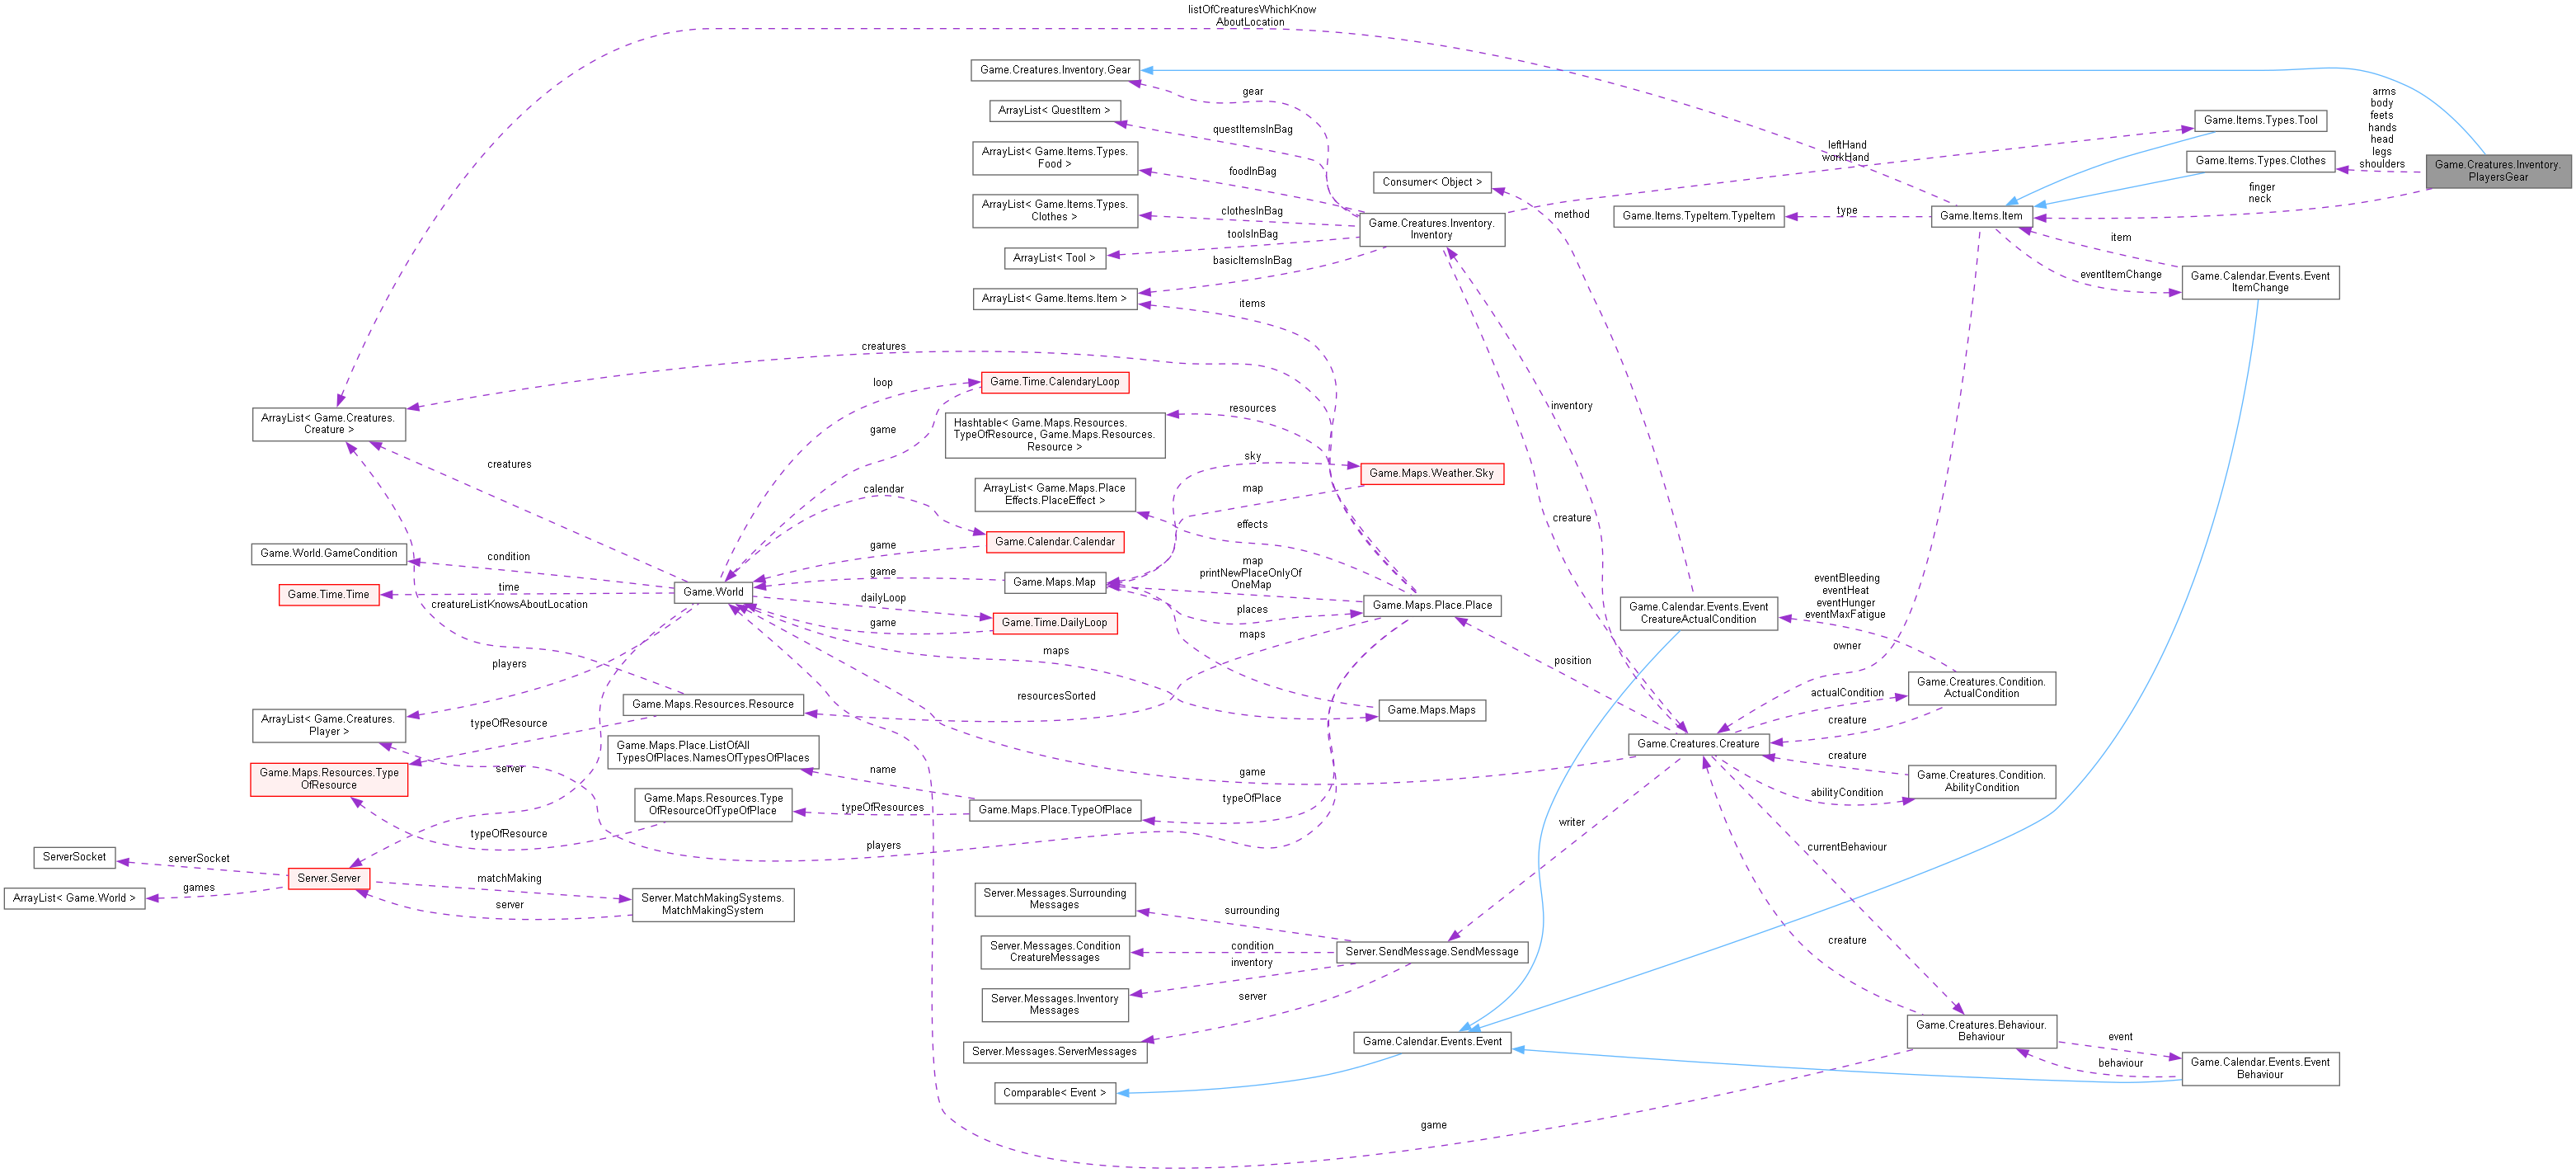 listOfCreaturesWhichKnow
AboutLocation
Game.Creatures.Inventory.Gear
gear
arms
body
feets
hands
head
legs
shoulders
ArrayList< QuestItem >
questItemsInBag
Game.Items.Types.Tool
leftHand
workHand
ArrayList< Game.Items.Types.
Food >
foodInBag
Game.Items.Types.Clothes
Game.Creatures.Inventory.
PlayersGear
Consumer< Object >
finger
neck
ArrayList< Game.Items.Types.
Clothes >
clothesInBag
method
Game.Items.TypeItem.TypeItem
type
Game.Items.Item
Game.Creatures.Inventory.
Inventory
toolsInBag
item
ArrayList< Tool >
basicItemsInBag
eventItemChange
Game.Calendar.Events.Event
ItemChange
ArrayList< Game.Items.Item >
items
creatures
loop
Game.Time.CalendaryLoop
resources
inventory
ArrayList< Game.Creatures.
Creature >
game
Hashtable< Game.Maps.Resources.
TypeOfResource, Game.Maps.Resources.
Resource >
creatures
sky
Game.Maps.Weather.Sky
calendar
map
ArrayList< Game.Maps.Place
Effects.PlaceEffect >
effects
creature
Game.World.GameCondition
condition
game
Game.Calendar.Calendar
map
printNewPlaceOnlyOf
OneMap
game
Game.Maps.Map
Game.Time.Time
time
Game.World
dailyLoop
eventBleeding
eventHeat
eventHunger
eventMaxFatigue
creatureListKnowsAboutLocation
places
Game.Maps.Place.Place
Game.Calendar.Events.Event
CreatureActualCondition
game
Game.Time.DailyLoop
maps
maps
owner
players
position
Game.Creatures.Condition.
ActualCondition
resourcesSorted
actualCondition
Game.Maps.Resources.Resource
Game.Maps.Maps
ArrayList< Game.Creatures.
Player >
typeOfResource
creature
Game.Maps.Place.ListOfAll
TypesOfPlaces.NamesOfTypesOfPlaces
Game.Creatures.Creature
creature
Game.Maps.Resources.Type
OfResource
server
name
game
Game.Creatures.Condition.
AbilityCondition
abilityCondition
Game.Maps.Resources.Type
OfResourceOfTypeOfPlace
typeOfResources
Game.Maps.Place.TypeOfPlace
typeOfPlace
typeOfResource
writer
players
currentBehaviour
ServerSocket
serverSocket
Server.Server
matchMaking
games
ArrayList< Game.World >
server
Server.MatchMakingSystems.
MatchMakingSystem
Server.Messages.Surrounding
Messages
surrounding
creature
Server.Messages.Condition
CreatureMessages
condition
Server.SendMessage.SendMessage
inventory
Server.Messages.Inventory
Messages
server
Server.Messages.ServerMessages
Game.Calendar.Events.Event
Game.Creatures.Behaviour.
Behaviour
event
behaviour
Game.Calendar.Events.Event
Behaviour
Comparable< Event >
game